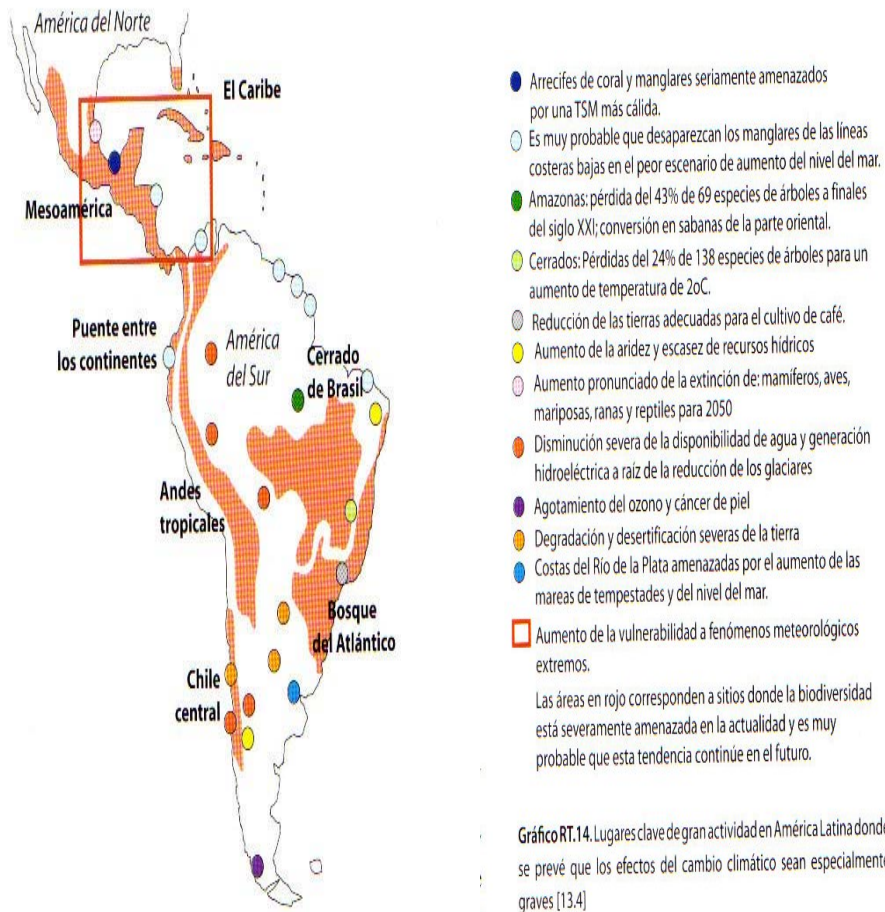 América del Norte
El Caribe
Mesoamérica
Puente entre
los continentes
América
del Sur
Cerrado
de Brasil
Andes
tropicales
Bosque
del Atlántico
Chile
central
Arrecifes de coral y manglares seriamente amenazados
por una TSM más cálida.
Es muy probable que desaparezcan los manglares de las líneas
costeras bajas en el peor escenario de aumento del nivel del mar.
Amazonas: pérdida del 43% de 69 especies de árboles a finales
del siglo XXI; conversión en sabanas de la parte oriental.
Cerrados: Pérdidas del 24% de 138 especies de árboles para un
aumento de temperatura de 2oC.
Reducción de las tierras adecuadas para el cultivo de café.
Aumento de la aridez y escasez de recursos hídricos
Aumento pronunciado de la extinción de: mamíferos, aves,
mariposas, ranas y reptiles para 2050
Disminución severa de la disponibilidad de agua y generación
hidroeléctrica a raíz de la reducción de los glaciares
Agotamiento del ozono y cáncer de piel
Degradación y desertificación severas de la tierra
Costas del Río de la Plata amenazadas por el aumento de las
mareas de tempestades y del nivel del mar.
Aumento de la vulnerabilidad a fenómenos meteorológicos
extremos.
Las áreas en rojo corresponden a sitios donde la biodiversidad
está severamente amenazada en la actualidad y es muy
probable que esta tendencia continúe en el futuro.
Gráfico RT.14. Lugares clave de gran actividad en América Latina donde
se prevé que los efectos del cambio climático sean especialmente
graves [13.4]